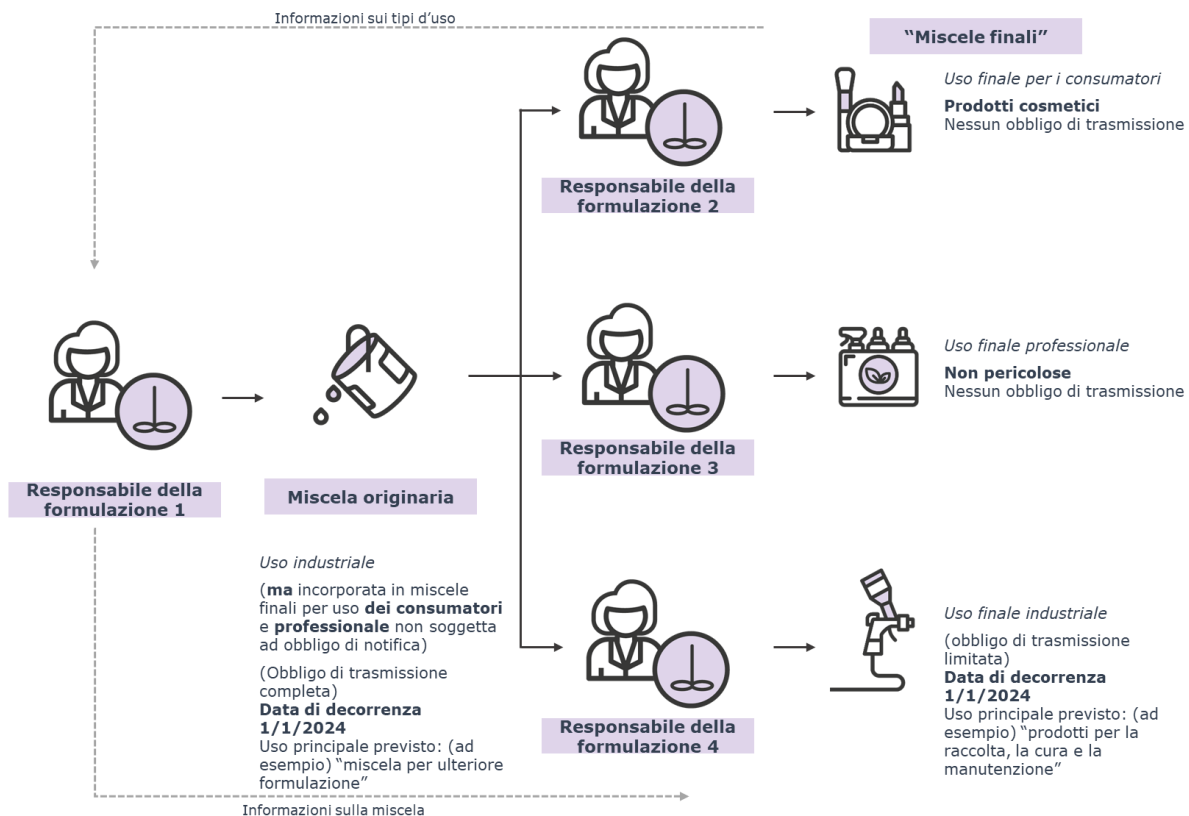 Informazioni sui tipi d’uso
“Miscele finali”
Uso finale per i consumatori
Prodotti cosmetici
Nessun obbligo di trasmissione
Responsabile della
formulazione 2
Uso finale professionale
Non pericolose
Nessun obbligo di trasmissione
Responsabile della
formulazione 3
Responsabile della
formulazione 1
Miscela originaria
Uso industriale
(ma incorporata in miscele
finali per uso dei consumatori
e professionale non soggetta
ad obbligo di notifica)
(Obbligo di trasmissione
completa)
Data di decorrenza
1/1/2024
Uso principale previsto: (ad
esempio) “miscela per ulteriore
formulazione”
Responsabile della
formulazione 4
Uso finale industriale
(obbligo di trasmissione
limitata)
Data di decorrenza
1/1/2024
Uso principale previsto: (ad
esempio) “prodotti per la
raccolta, la cura e la
manutenzione”
Informazioni sulla miscela